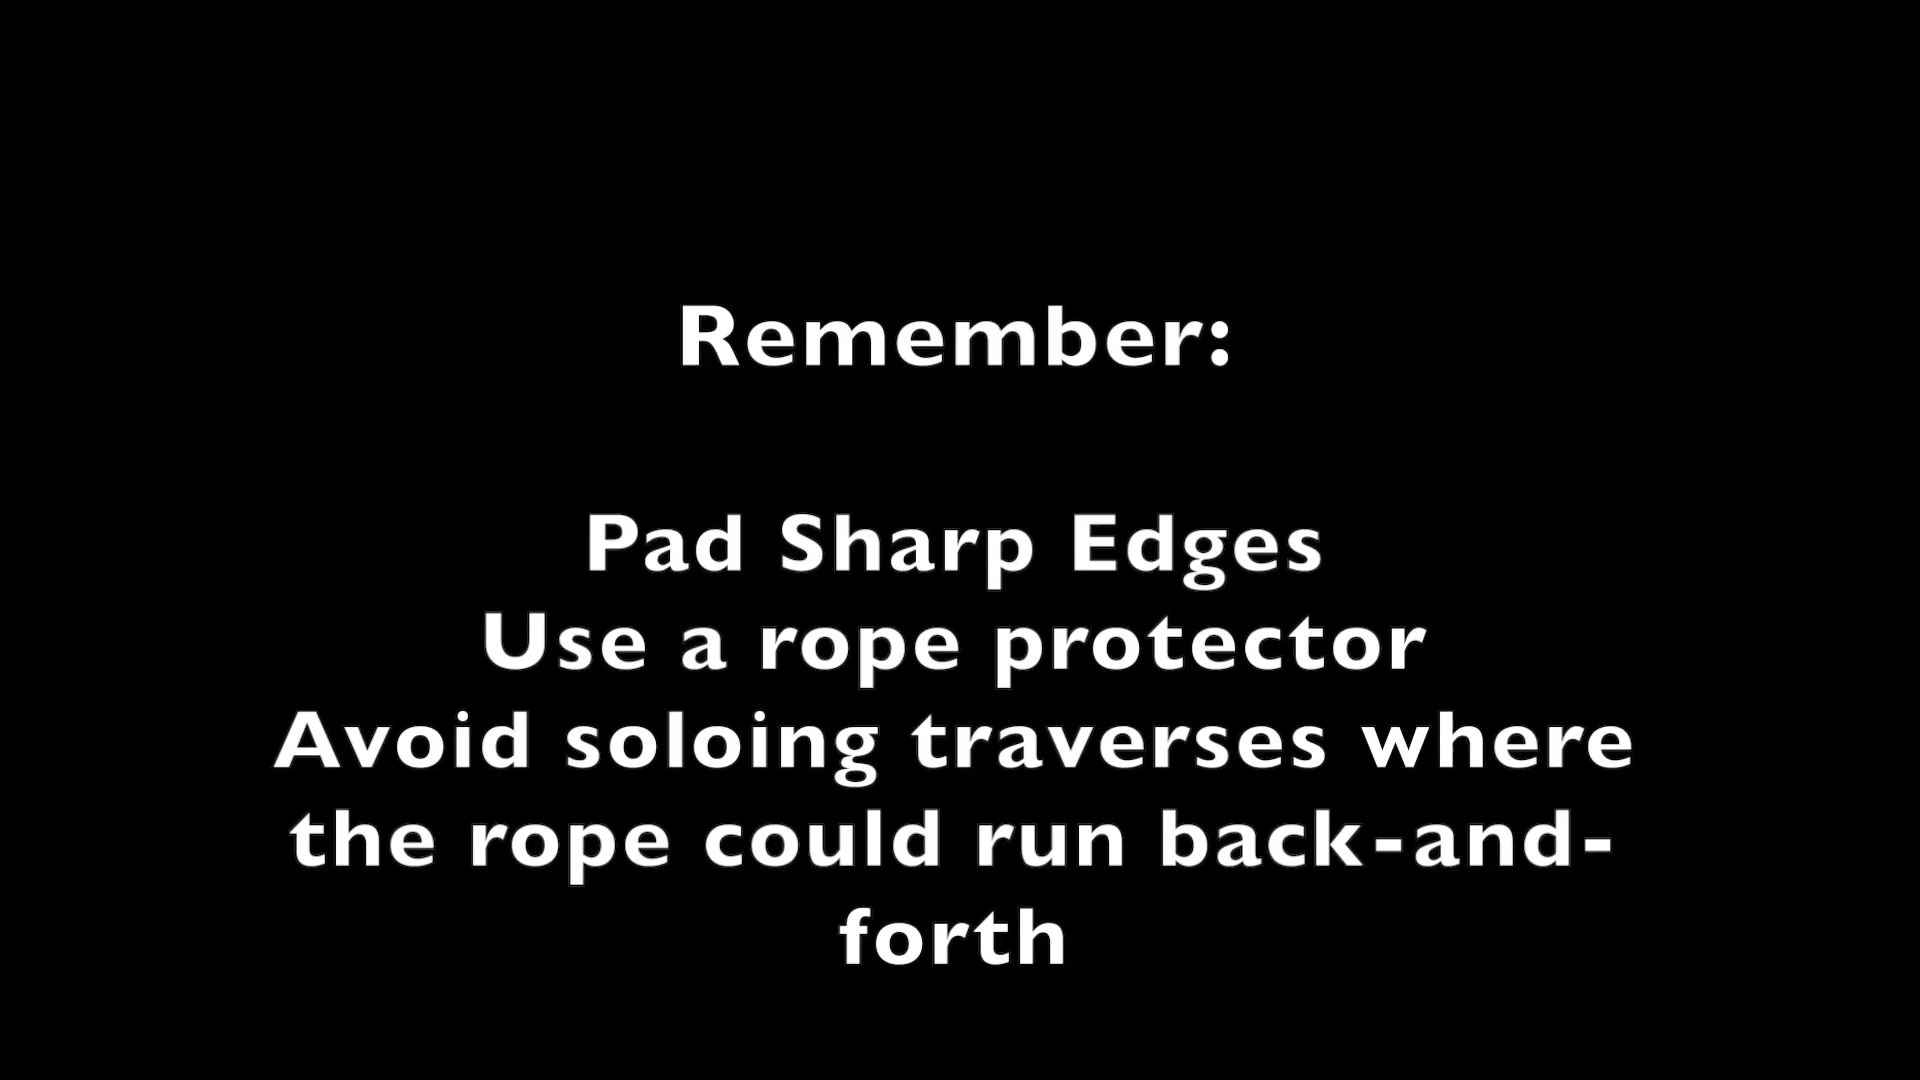 Remember:
Pad Sharp Edges
Use a rope protector
Avoid soloing traverses where
the rope could run back-and-
forth